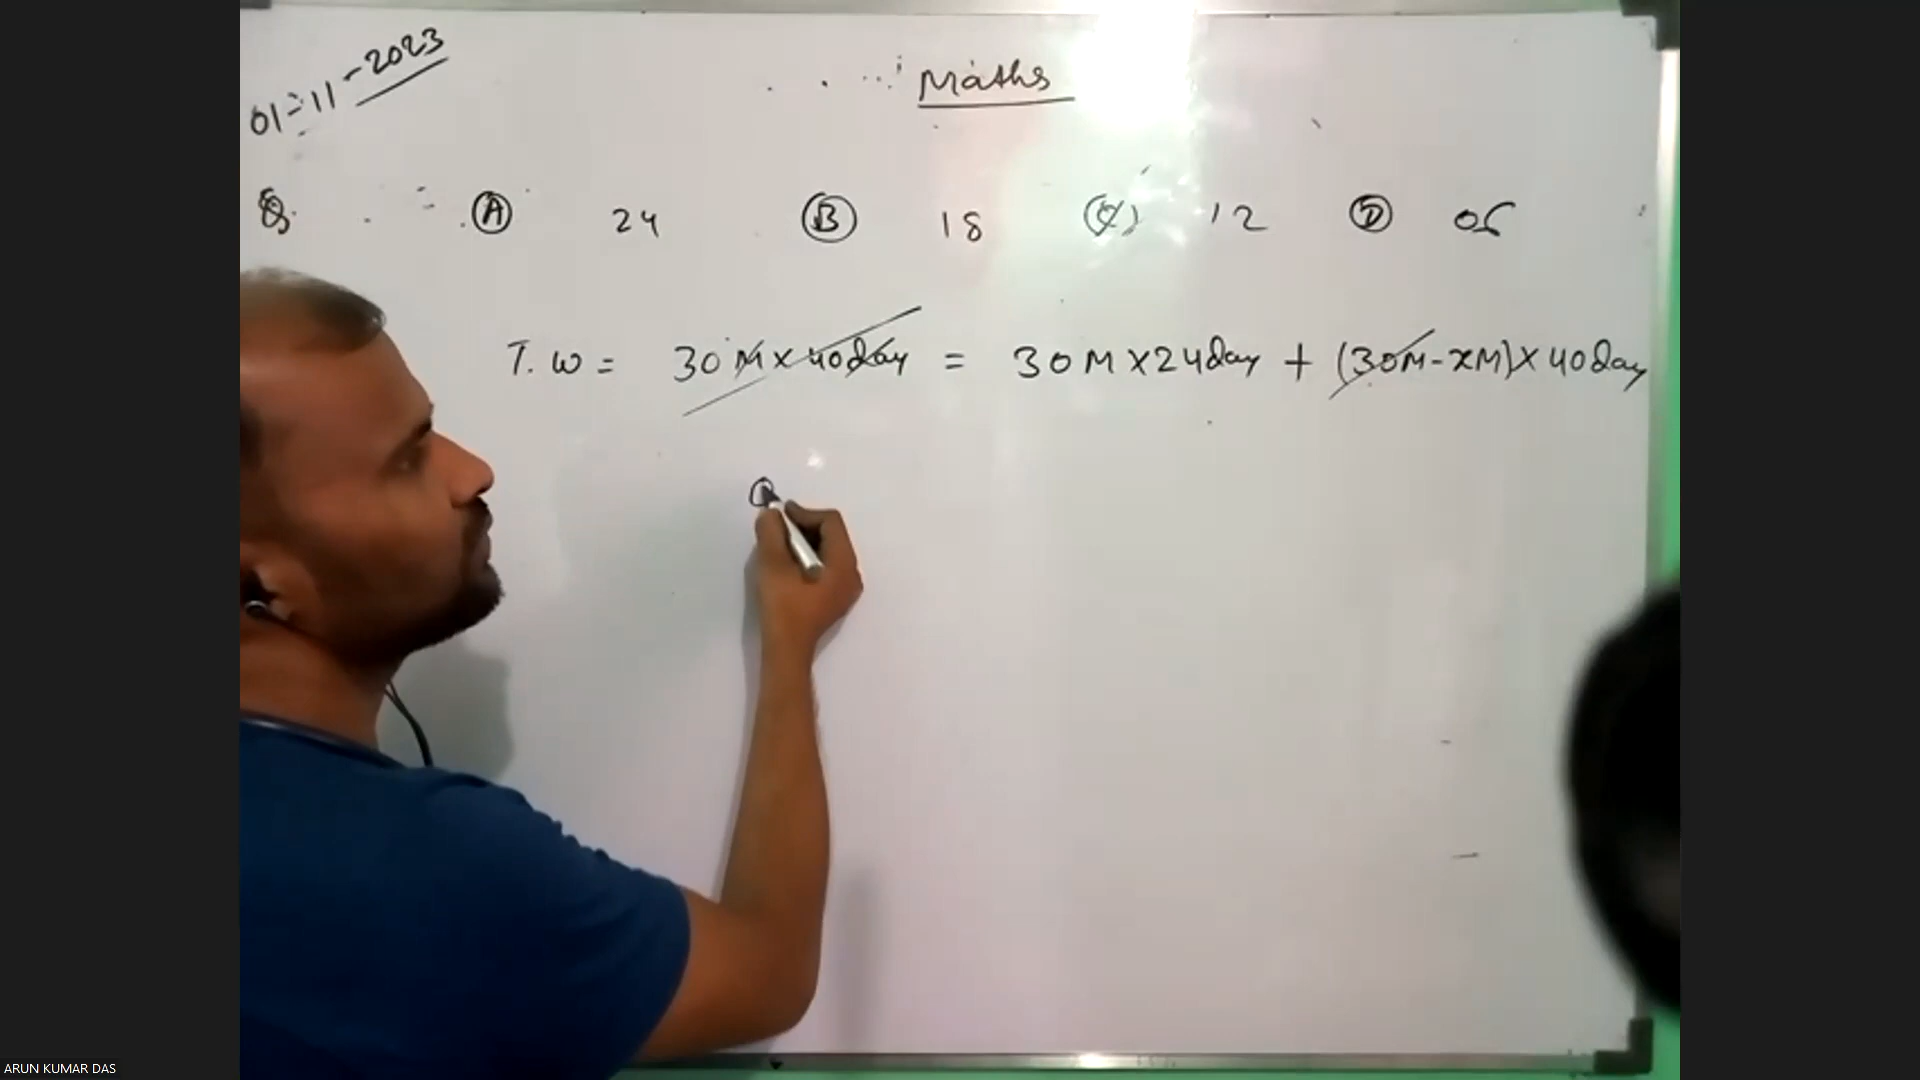 01-11-2023
Maths
Q. (A) 24 (B) 18 (C) 12 (D) 06
T. W = 30 M × 40 day = 30 M × 24 day + (30M - xM) × 40 day
0
ARUN KUMAR DAS